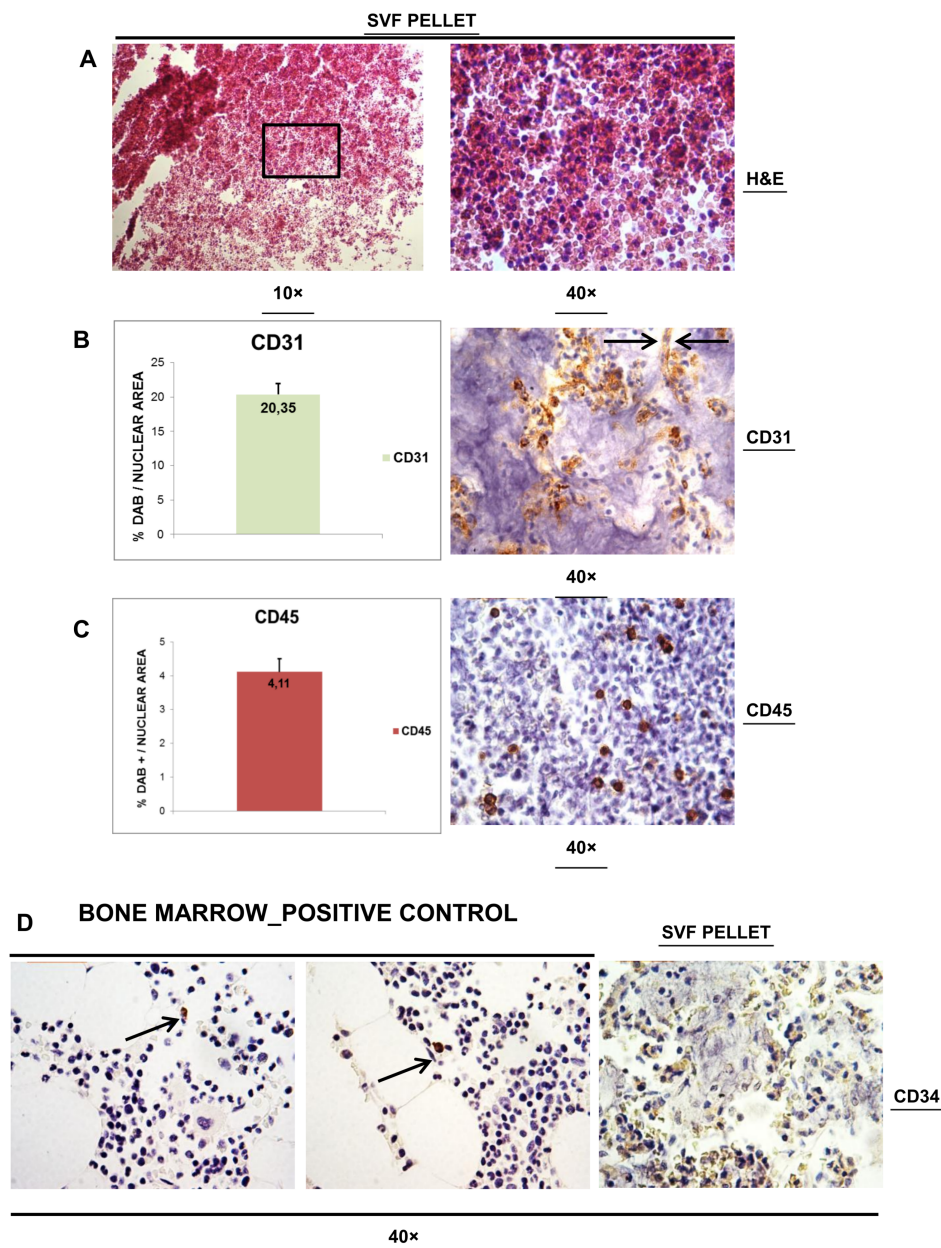 SVF PELLET
A
H&E
10×
40×
B
CD31
% DAB / NUCLEAR AREA
25
20
15
10
5
0
20,35
CD31
CD31
40×
C
CD45
% DAB + / NUCLEAR AREA
5
4
3
2
1
0
4,11
CD45
CD45
40×
D
BONE MARROW_POSITIVE CONTROL
SVF PELLET
CD34
40×